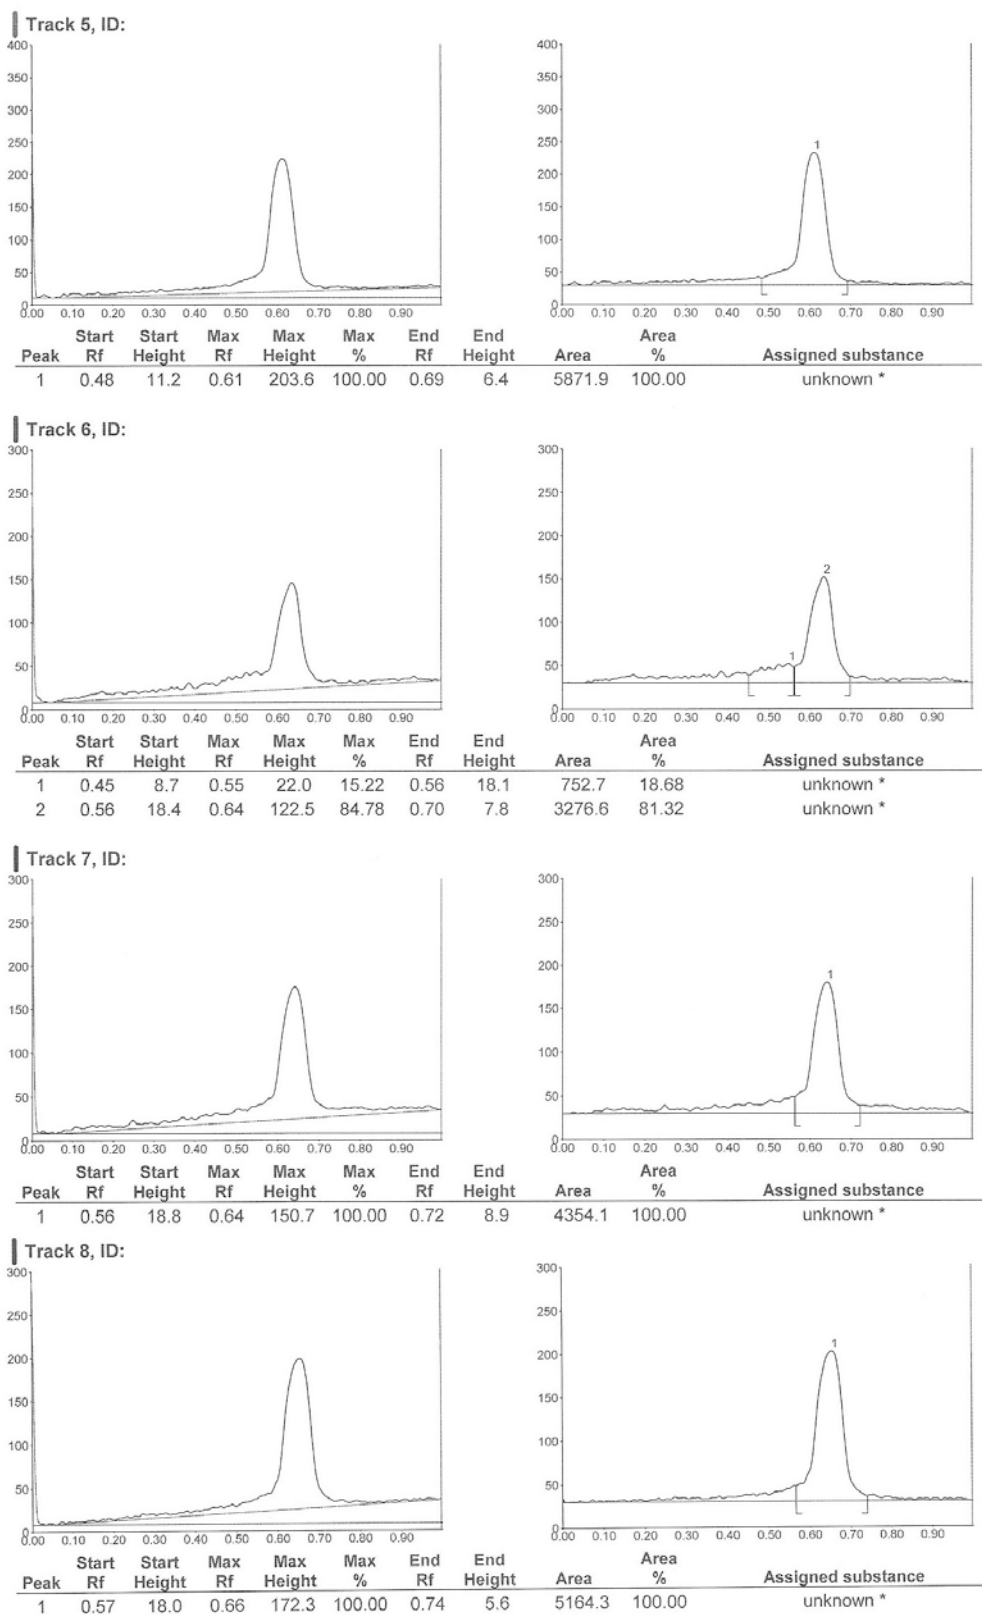 Track 5, ID:
400 400
350 350
300 300
250 250
200 200
150 150
100 100
50 50
0 0
1
0.00 0.10 0.20 0.30 0.40 0.50 0.60 0.70 0.80 0.90 0.00 0.10 0.20 0.30 0.40 0.50 0.60 0.70 0.80 0.90
Start Start Max Max Max End End Area
Peak Rf Height Rf Height % Rf Height Area % Assigned substance
1 0.48 11.2 0.61 203.6 100.00 0.69 6.4 5871.9 100.00 unknown *
Track 6, ID:
300 300
250 250
200 200
150 150
100 100
50 50
0 0
1 2
0.00 0.10 0.20 0.30 0.40 0.50 0.60 0.70 0.80 0.90 0.00 0.10 0.20 0.30 0.40 0.50 0.60 0.70 0.80 0.90
Start Start Max Max Max End End Area
Peak Rf Height Rf Height % Rf Height Area % Assigned substance
1 0.45 8.7 0.55 22.0 15.22 0.56 18.1 752.7 18.68 unknown *
2 0.56 18.4 0.64 122.5 84.78 0.70 7.8 3276.6 81.32 unknown *
Track 7, ID:
300 300
250 250
200 200
150 150
100 100
50 50
0 0
1
0.00 0.10 0.20 0.30 0.40 0.50 0.60 0.70 0.80 0.90 0.00 0.10 0.20 0.30 0.40 0.50 0.60 0.70 0.80 0.90
Start Start Max Max Max End End Area
Peak Rf Height Rf Height % Rf Height Area % Assigned substance
1 0.56 18.8 0.64 150.7 100.00 0.72 8.9 4354.1 100.00 unknown *
Track 8, ID:
300 300
250 250
200 200
150 150
100 100
50 50
0 0
1
0.00 0.10 0.20 0.30 0.40 0.50 0.60 0.70 0.80 0.90 0.00 0.10 0.20 0.30 0.40 0.50 0.60 0.70 0.80 0.90
Start Start Max Max Max End End Area
Peak Rf Height Rf Height % Rf Height Area % Assigned substance
1 0.57 18.0 0.66 172.3 100.00 0.74 5.6 5164.3 100.00 unknown *